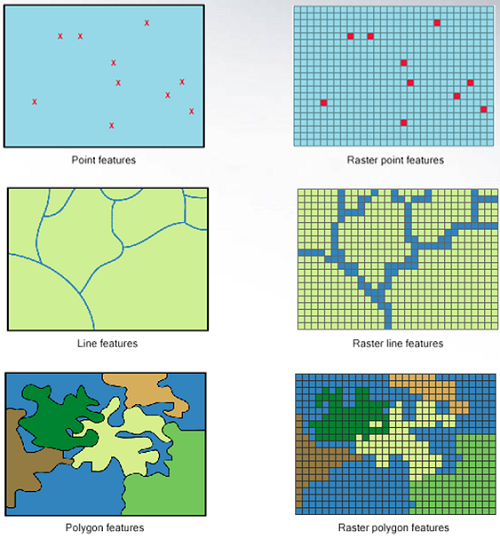 Point features
Raster point features
Line features
Raster line features
Polygon features
Raster polygon features